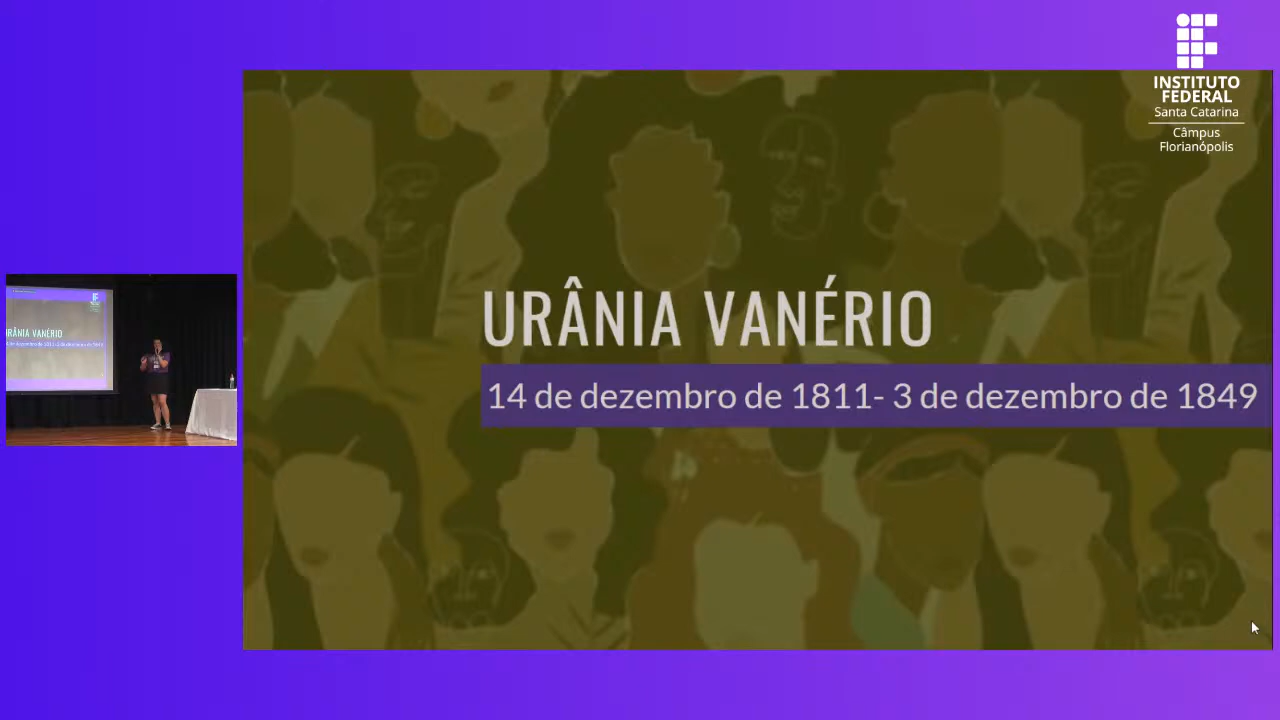 INSTITUTO
FEDERAL
Santa Catarina
Câmpus
Florianópolis
URÂNIA VANÉRIO
14 de dezembro de 1811- 3 de dezembro de 1849